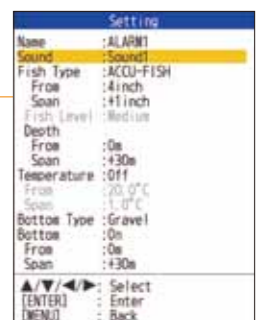 Setting
Name :ALARM1
Sound :Sound1
Fish Type :ACCU-FISH
From :4inch
Span :+1inch
Fish Level :Medium
Depth
From :0m
Span :+30m
Temperature :Off
From :20.0°C
Span :1.0°C
Bottom Type :Gravel
Bottom :On
From :0m
Span :+30m
▲/▼/◄/►: Select
[ENTER] : Enter
[MENU] : Back